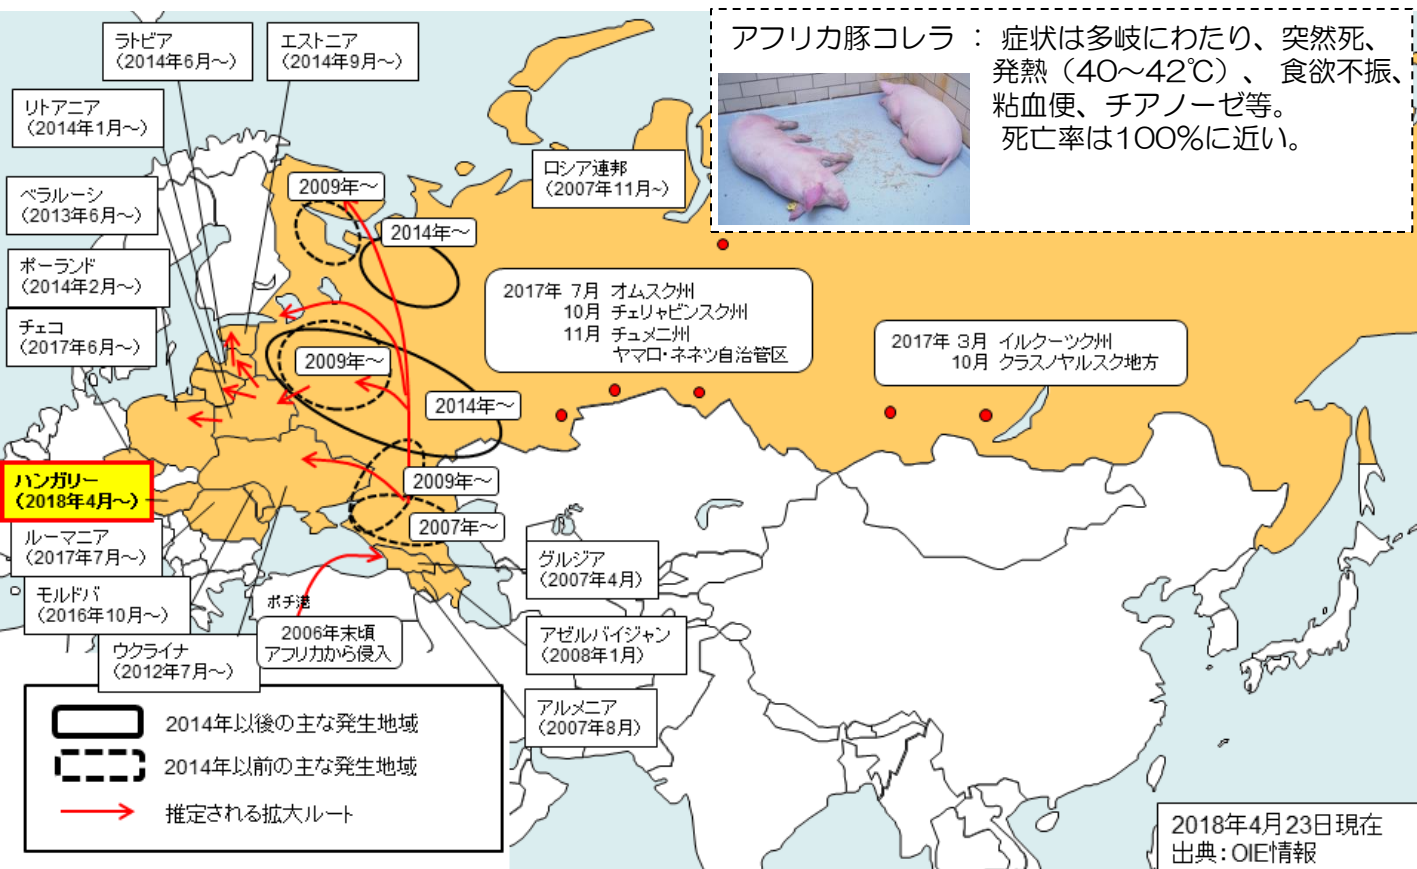 ラトビア
(2014年6月～)
エストニア
(2014年9月～)
リトアニア
(2014年1月～)
ベラルーシ
(2013年6月～)
ポーランド
(2014年2月～)
チェコ
(2017年6月～)
ハンガリー
(2018年4月～)
ルーマニア
(2017年7月～)
モルドバ
(2016年10月～)
ウクライナ
(2012年7月～)
アフリカ豚コレラ : 症状は多岐にわたり、突然死、
発熱（40～42℃）、 食欲不振、
粘血便、チアノーゼ等。
死亡率は100％に近い。
ロシア連邦
(2007年11月~)
2009年～
2014年～
2009年～
2014年～
2009年～
2007年～
2017年 7月 オムスク州
10月 チェリャビンスク州
11月 チュメニ州
ヤマロ・ネネツ自治管区
2017年 3月 イルクーツク州
10月 クラスノヤルスク地方
グルジア
(2007年4月)
アゼルバイジャン
(2008年1月)
アルメニア
(2007年8月)
ポチ港
2006年末頃
アフリカから侵入
2014年以後の主な発生地域
2014年以前の主な発生地域
推定される拡大ルート
2018年4月23日現在
出典：OIE情報